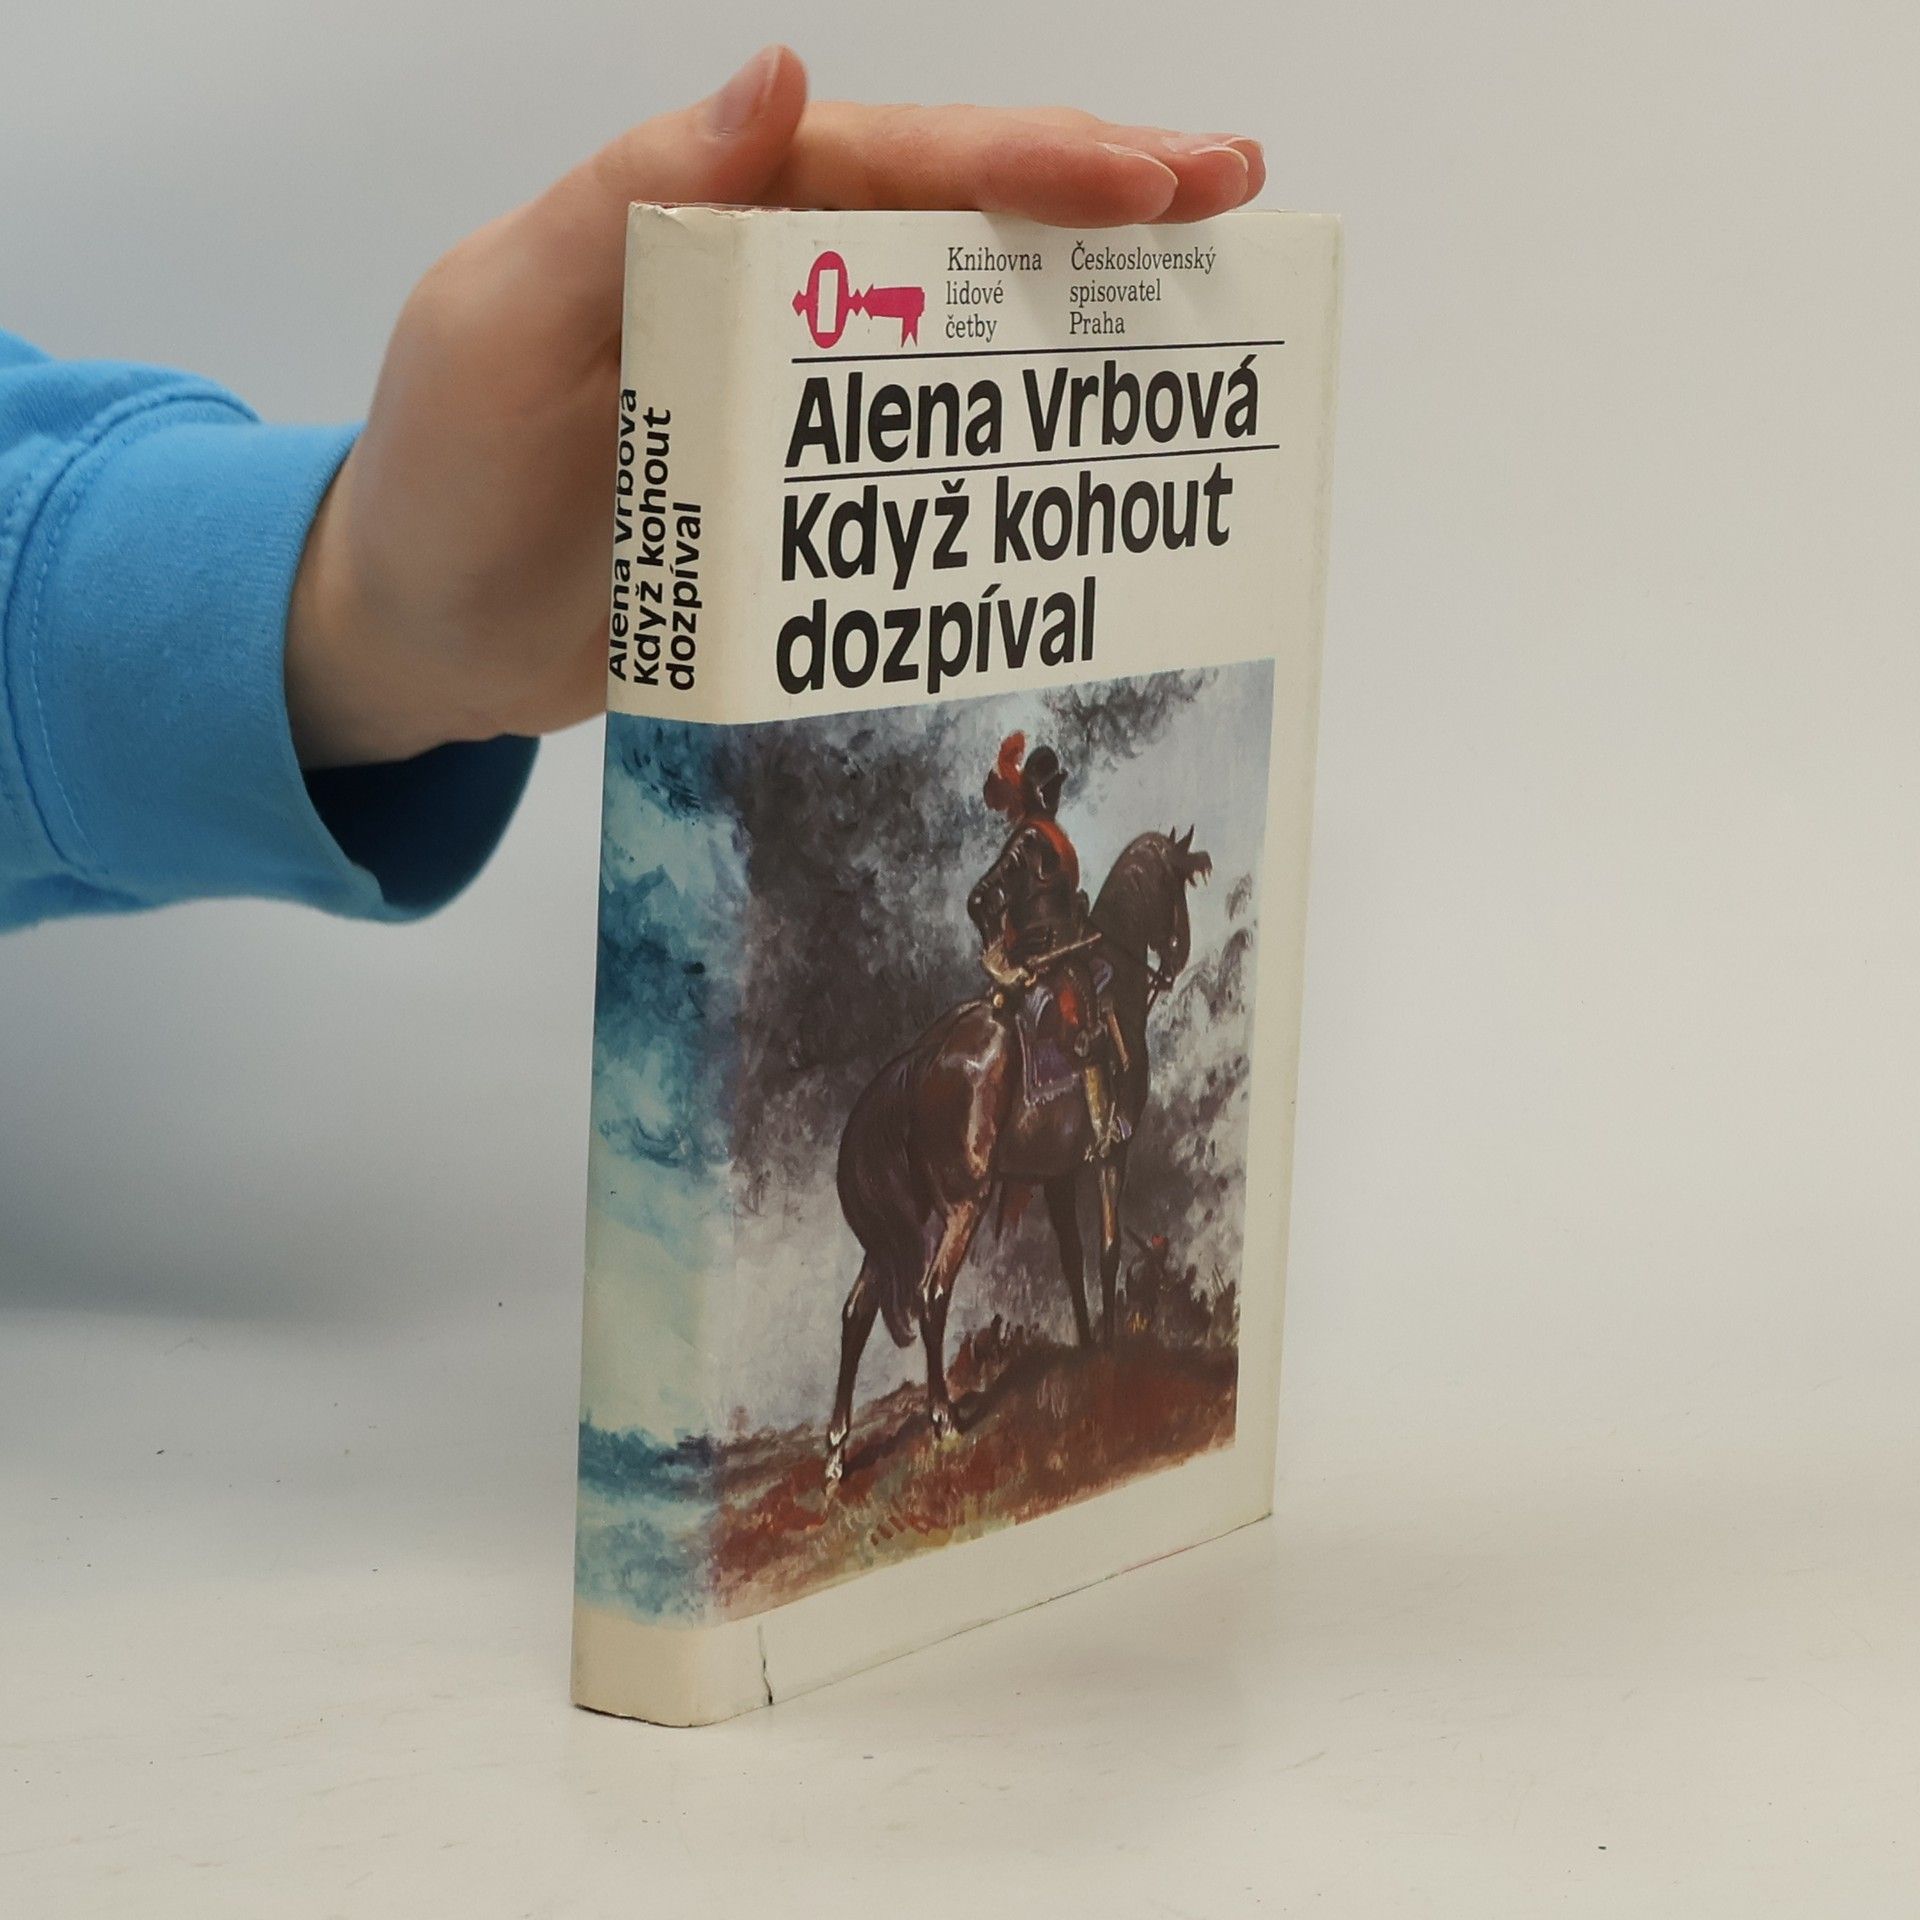 Knihovna
lidové
četby
Československý
spisovatel
Praha
Alena Vrbová
Když kohout
dozpíval
Alena Vrbová
Když kohout
dozpíval